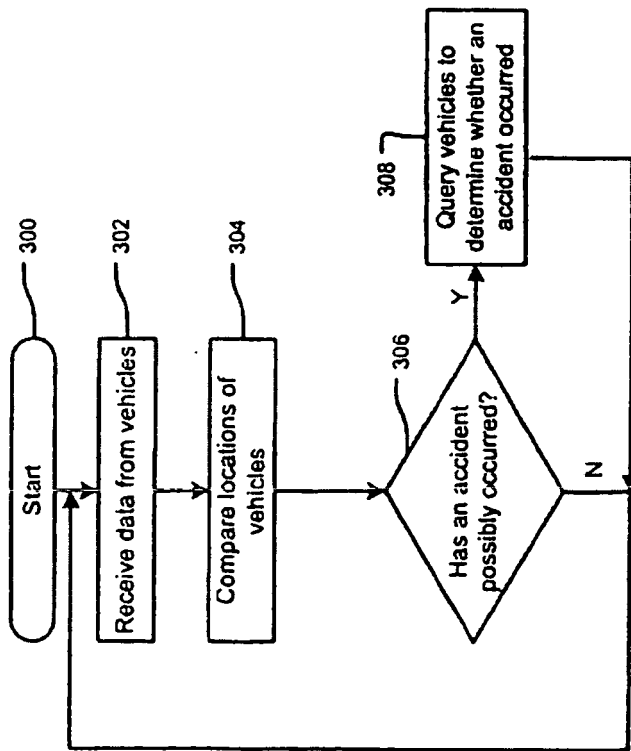 Start
300
Receive data from vehicles
302
Compare locations of
vehicles
304
Has an accident
possibly occurred?
306
Y
N
Query vehicles to
determine whether an
accident occurred
308